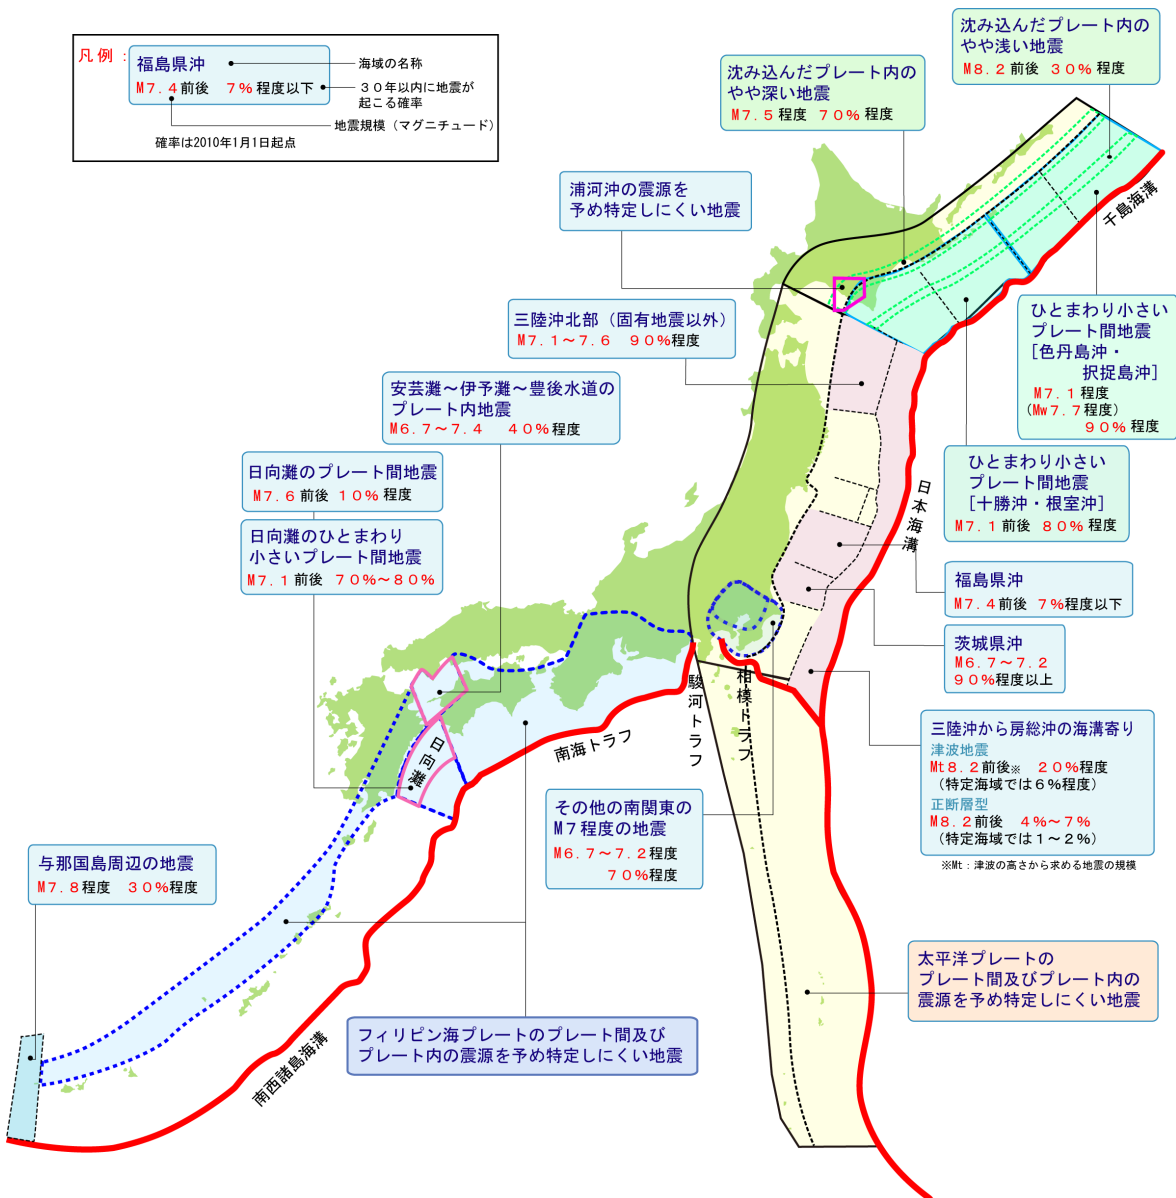 凡例：
福島県沖
M7.4前後　7%程度以下
海域の名称
30年以内に地震が
起こる確率
地震規模（マグニチュード）
確率は2010年1月1日起点
沈み込んだプレート内の
やや浅い地震
M8.2前後　30%程度
沈み込んだプレート内の
やや深い地震
M7.5程度　70%程度
浦河沖の震源を
予め特定しにくい地震
千島海溝
三陸沖北部（固有地震以外）
M7.1～7.6　90%程度
ひとまわり小さい
プレート間地震
[色丹島沖・
択捉島沖]
M7.1程度
(Mw7.7程度)
90%程度
安芸灘～伊予灘～豊後水道の
プレート内地震
M6.7～7.4　40%程度
ひとまわり小さい
プレート間地震
[十勝沖・根室沖]
M7.1前後　80%程度
日向灘のプレート間地震
M7.6前後　10%程度
日向灘のひとまわり
小さいプレート間地震
M7.1前後　70%～80%
日本海溝
福島県沖
M7.4前後　7%程度以下
茨城県沖
M6.7～7.2
90%程度以上
駿河トラフ
相模トラフ
南海トラフ
日向灘
三陸沖から房総沖の海溝寄り
津波地震
Mt8.2前後※　20%程度
（特定海域では6%程度）
正断層型
M8.2前後　4%～7%
（特定海域では1～2%）
※Mt：津波の高さから求める地震の規模
その他の南関東の
M7程度の地震
M6.7～7.2程度
70%程度
与那国島周辺の地震
M7.8程度　30%程度
太平洋プレートの
プレート間及びプレート内の
震源を予め特定しにくい地震
フィリピン海プレートのプレート間及び
プレート内の震源を予め特定しにくい地震
南西諸島海溝